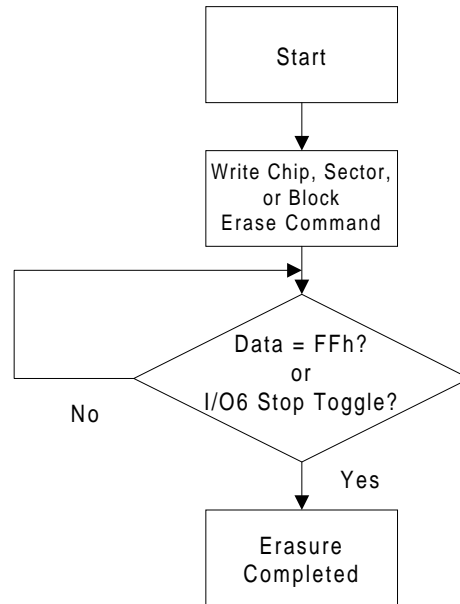 Start
Write Chip, Sector,
or Block
Erase Command
Data = FFh?
or
I/O6 Stop Toggle?
No
Yes
Erasure
Completed